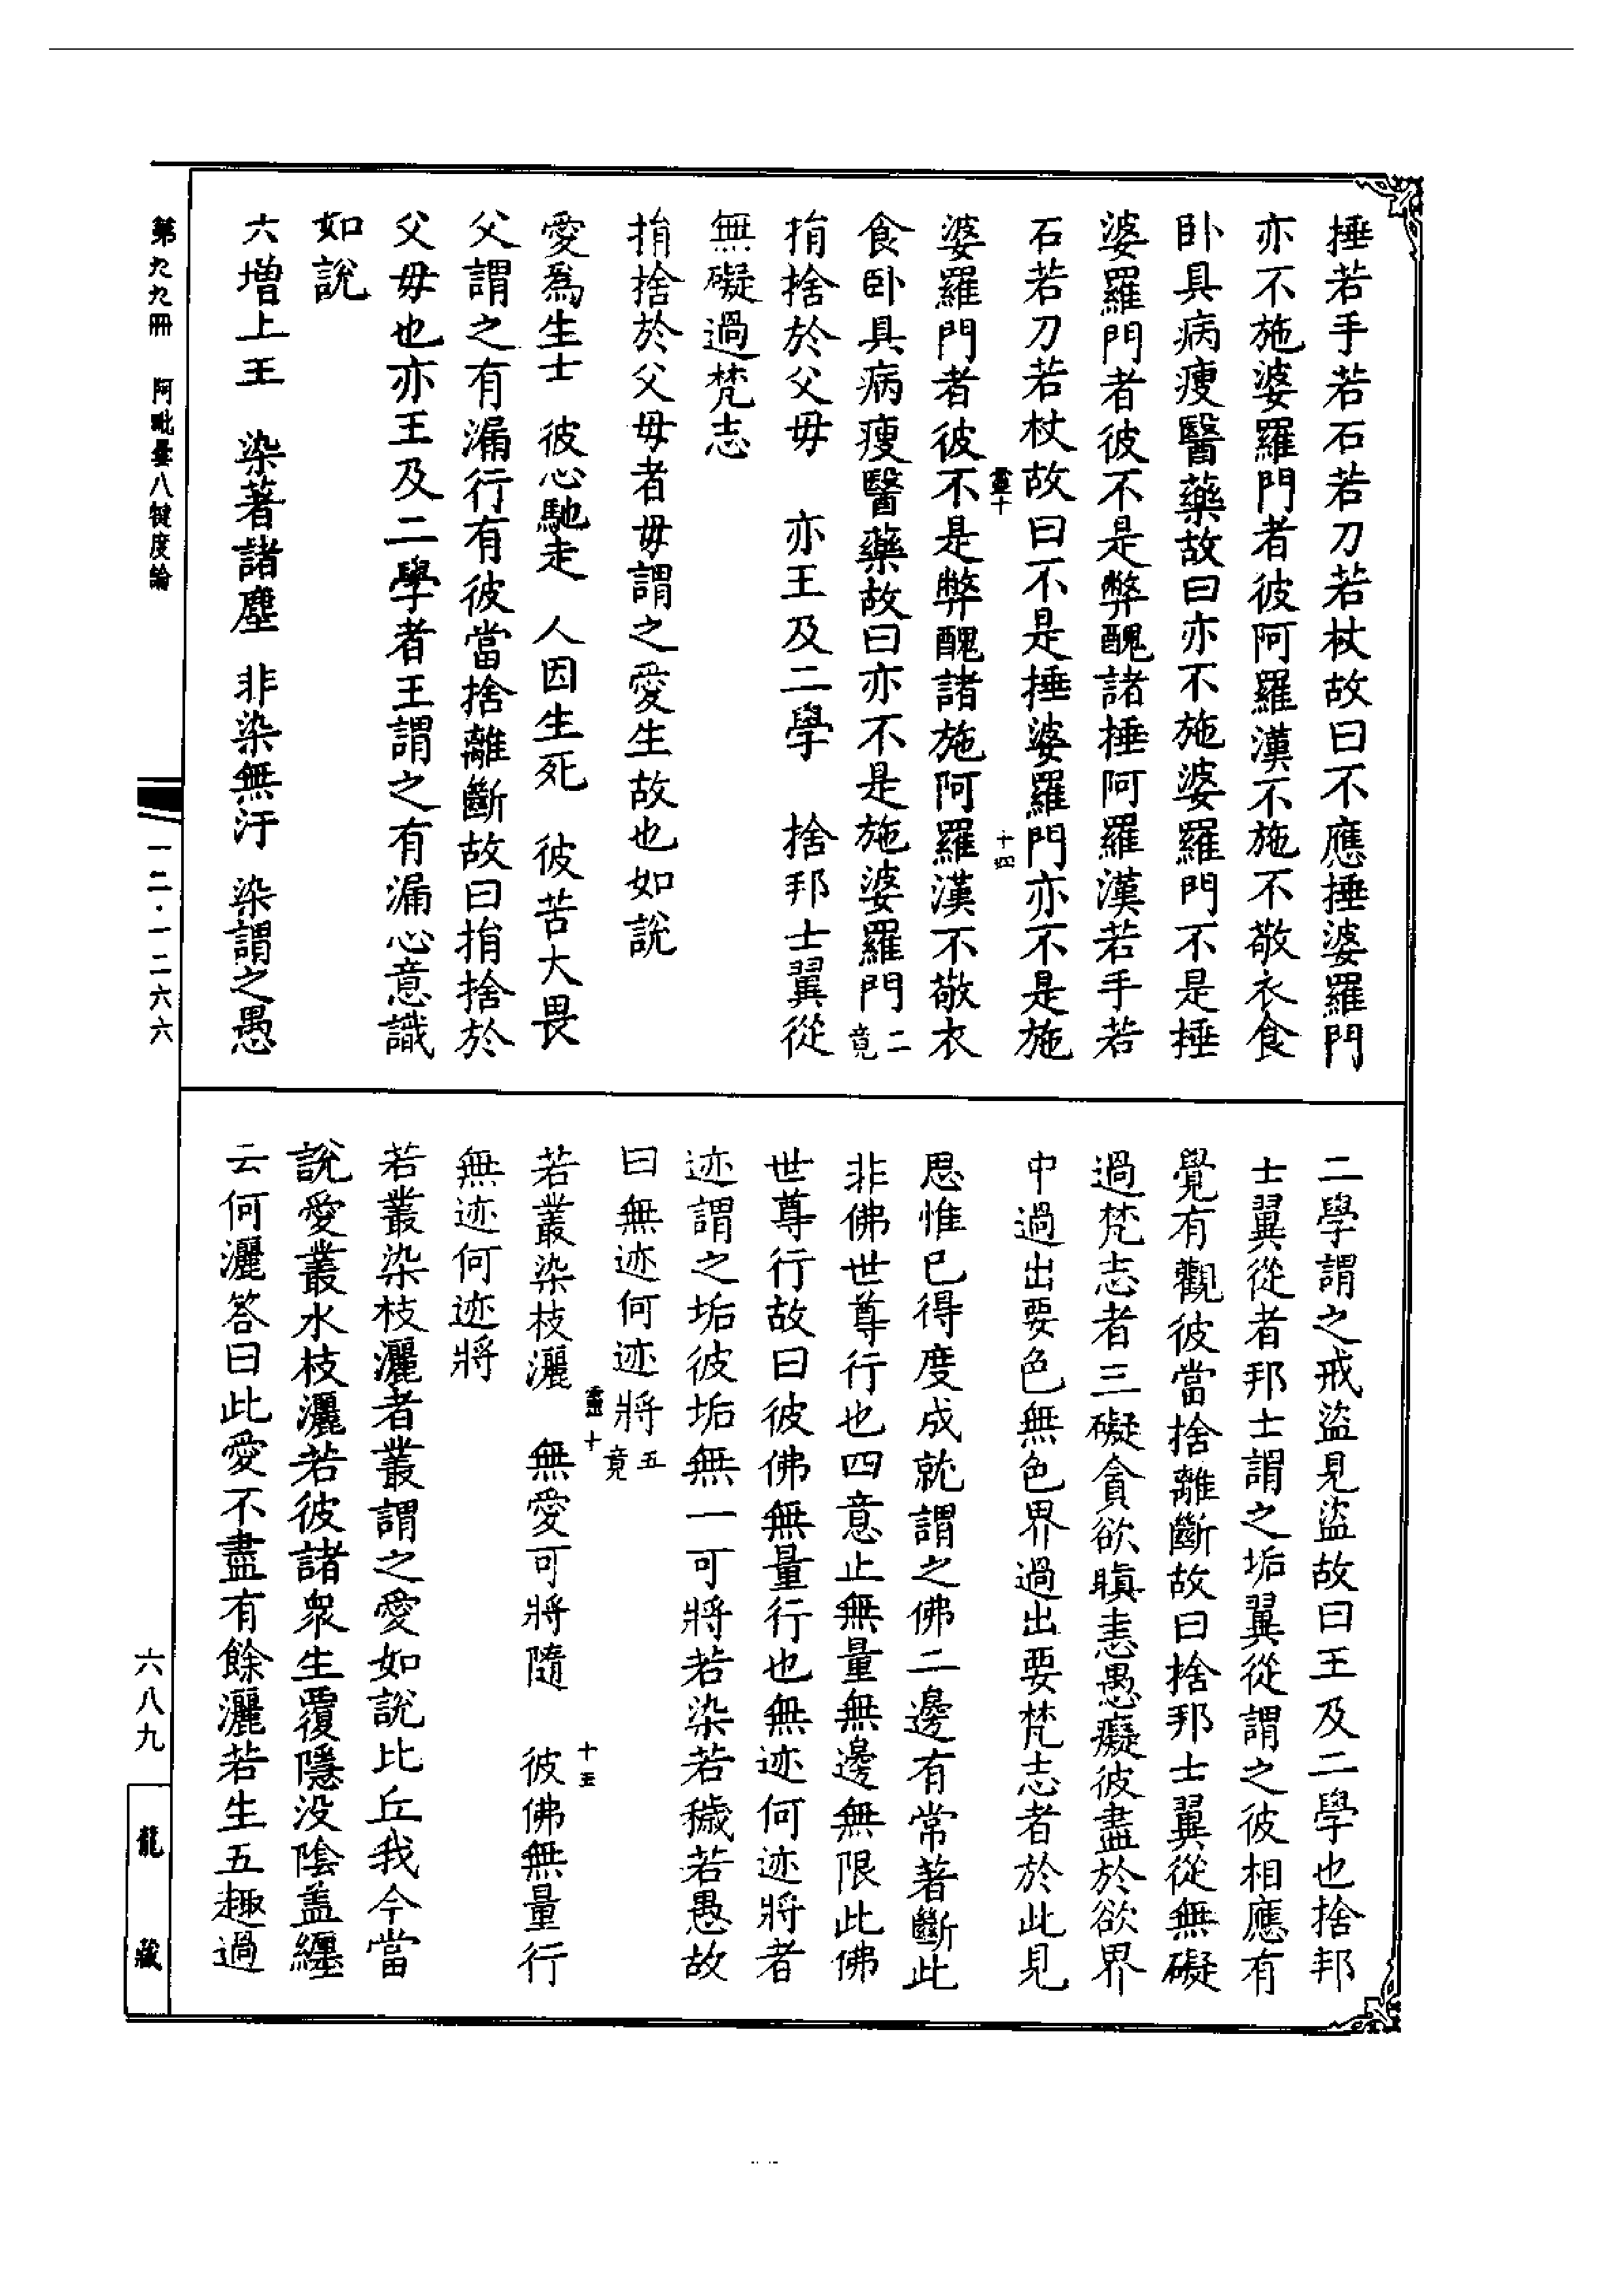 捶若手若石若刀若杖故曰不應捶婆羅門
亦不施婆羅門者彼阿羅漢不施不敬衣食
卧具病瘦醫藥故曰亦不施婆羅門不是捶
婆羅門者彼不是弊醜諸捶阿羅漢若手若
石若刀若杖故曰不是捶婆羅門亦不是施
靈十
十四
婆羅門者彼不是弊醜諸施阿羅漢不敬衣
食卧具病瘦醫藥故曰亦不是施婆羅門二竟
捐捨於父毋 亦王及二學 捨邦士翼從
無礙過梵志
捐捨於父毋者毋謂之愛生故也如說
愛為生士 彼心馳走 人因生死 彼苦大畏
父謂之有漏行有彼當捨離斷故曰捐捨於
父毋也亦王及二學者王謂之有漏心意識
如說
六增上王 染著諸塵 非染無汙 染謂之愚
二學謂之戒盜見盜故曰王及二學也捨邦
士翼從者邦士謂之垢翼從謂之彼相應有
覺有觀彼當捨離斷故曰捨邦士翼從無礙
過梵志者三礙貪欲瞋恚愚癡彼盡於欲界
中過出要色無色界過出要梵志者於此見
思惟已得度成就謂之佛二邊有常著斷此
非佛世尊行也四意止無量無邊無限此佛
世尊行故曰彼佛無量行也無迹何迹將者
迹謂之垢彼垢無一可將若染若穢若愚故
曰無迹何迹將五竟
靈十
十五
若叢染枝灑 無愛可將隨 彼佛無量行
無迹何迹將
若叢染枝灑者叢謂之愛如說比丘我今當
說愛叢水枝灑若彼諸衆生覆隱没陰盖纏
云何灑答曰此愛不盡有餘灑若生五趣過
第九九冊 阿毗曇八犍度論
一二·一二六六
六八九
龍藏